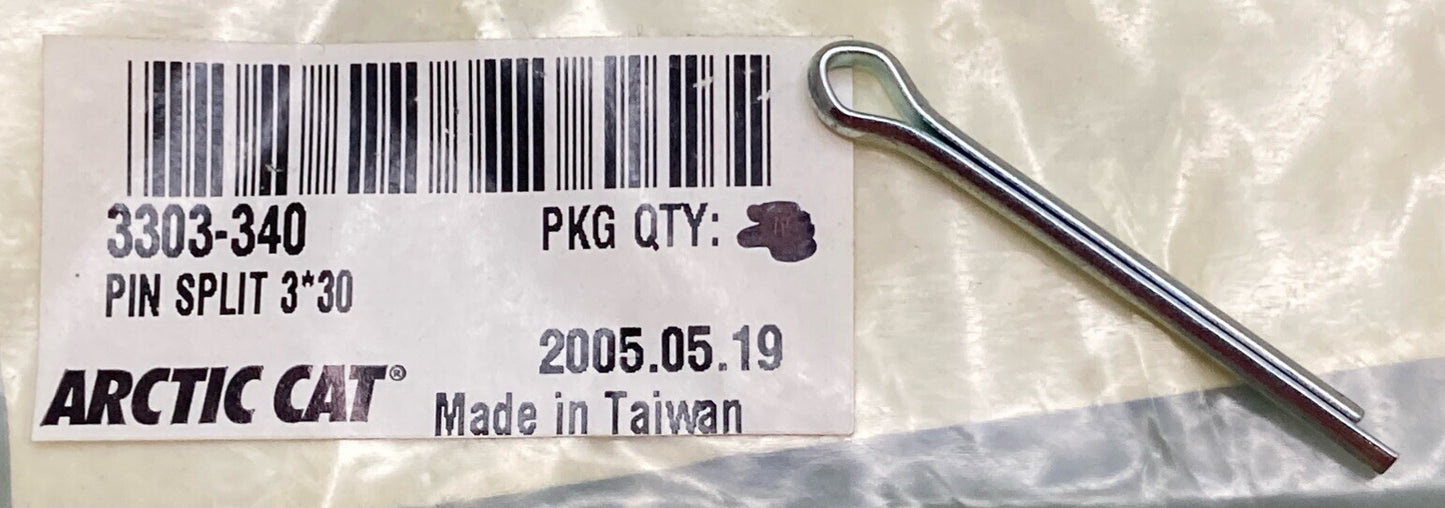 3303-340 PKG QTY:
PIN SPLIT 3*30
2005.05.19
ARCTIC CAT® Made in Taiwan